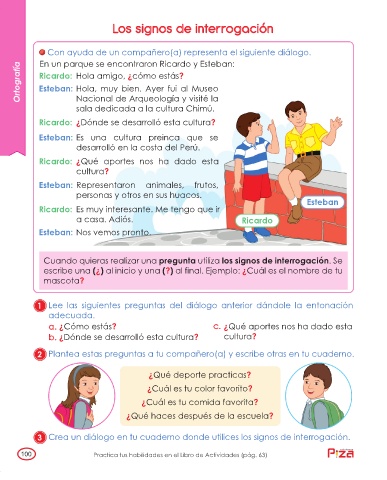 Los signos de interrogación
Ortografía
Con ayuda de un compañero(a) representa el siguiente diálogo.
En un parque se encontraron Ricardo y Esteban:
Ricardo: Hola amigo, ¿cómo estás?
Esteban: Hola, muy bien. Ayer fui al Museo
Nacional de Arqueología y visité la
sala dedicada a la cultura Chimú.
Ricardo: ¿Dónde se desarrolló esta cultura?
Esteban: Es una cultura preinca que se
desarrolló en la costa del Perú.
Ricardo: ¿Qué aportes nos ha dado esta
cultura?
Esteban: Representaron animales, frutos,
personas y otros en sus huacos.
Ricardo: Es muy interesante. Me tengo que ir
a casa. Adiós.
Esteban: Nos vemos pronto.
Esteban
Ricardo
Cuando quieras realizar una pregunta utiliza los signos de interrogación. Se
escribe una (¿) al inicio y una (?) al final. Ejemplo: ¿Cuál es el nombre de tu
mascota?
1 Lee las siguientes preguntas del diálogo anterior dándole la entonación
adecuada.
a. ¿Cómo estás?
b. ¿Dónde se desarrolló esta cultura?
c. ¿Qué aportes nos ha dado esta
cultura?
2 Plantea estas preguntas a tu compañero(a) y escribe otras en tu cuaderno.
¿Qué deporte practicas?
¿Cuál es tu color favorito?
¿Cuál es tu comida favorita?
¿Qué haces después de la escuela?
3 Crea un diálogo en tu cuaderno donde utilices los signos de interrogación.
100
Practica tus habilidades en el Libro de Actividades (pág. 63)
Piza